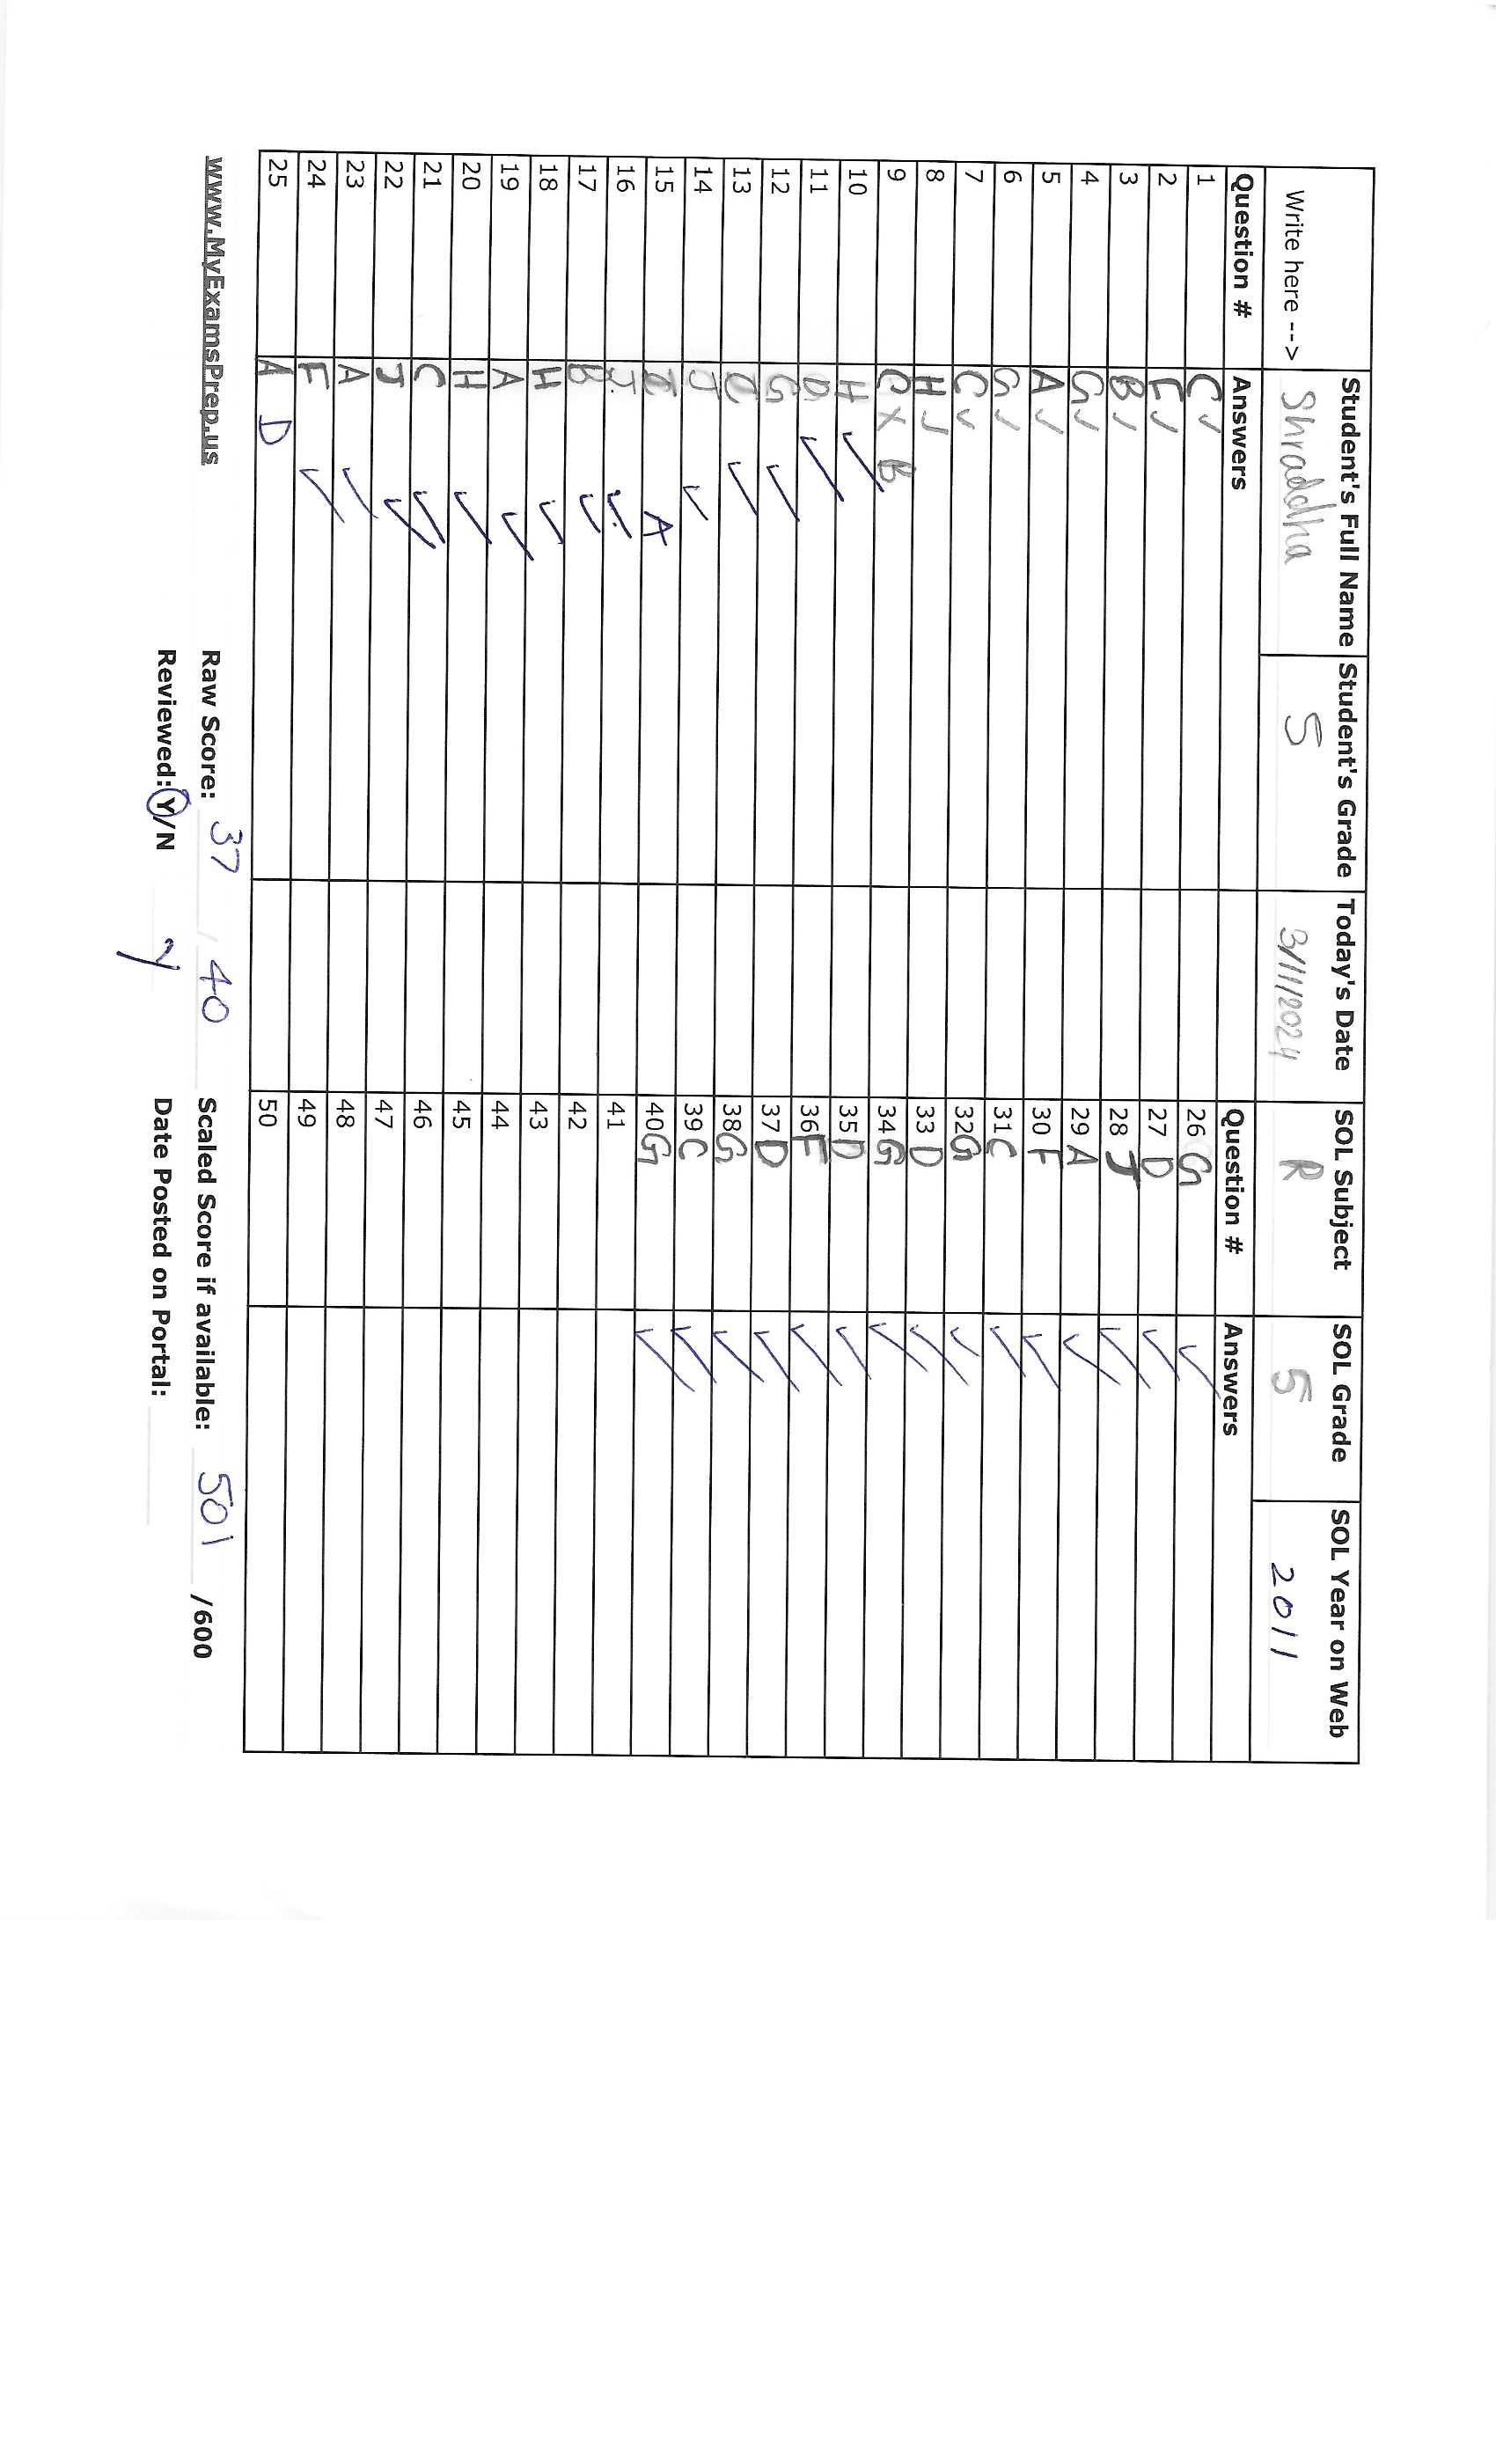 Student's Full Name Student's Grade Today's Date SOL Subject SOL Grade SOL Year on Web
Write here --> Shraddha 5 3/11/2024 R 5 2011
Question # Answers Question # Answers
1 C ✓ 26 G ✓
2 F ✓ 27 D ✓
3 B ✓ 28 J ✓
4 G ✓ 29 A ✓
5 A ✓ 30 F ✓
6 G ✓ 31 C ✓
7 C ✓ 32 G ✓
8 H ✓ 33 D ✓
9 C X B 34 G ✓
10 H ✓ 35 D ✓
11 D ✓ 36 F ✓
12 G ✓ 37 D ✓
13 C ✓ 38 G ✓
14 J ✓ 39 C ✓
15 A 40 G ✓
16 J ✓ 41
17 B ✓ 42
18 H ✓ 43
19 A ✓ 44
20 H ✓ 45
21 C ✓ 46
22 J ✓ 47
23 A ✓ 48
24 F ✓ 49
25 A D 50
www.MyExamsPrep.us Raw Score: 37 / 40 Scaled Score if available: 501 /600
Reviewed: Y/N Y Date Posted on Portal: